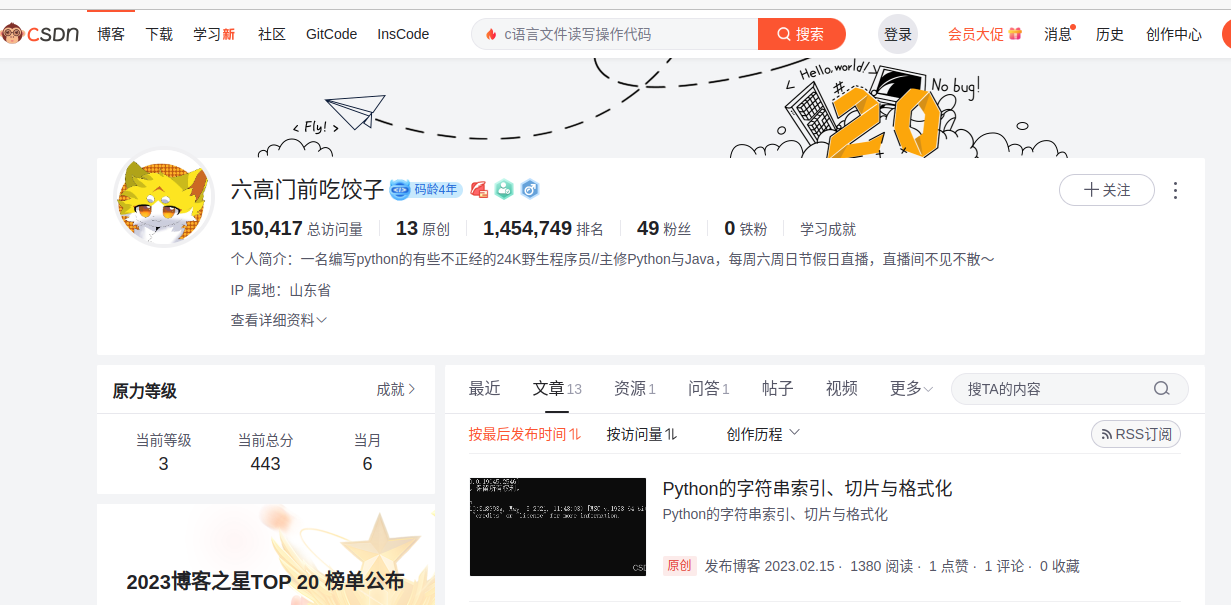 CSDN 博客 下载 学习新 社区 GitCode InsCode c语言文件读写操作代码 搜索 登录 会员大促 消息 历史 创作中心
< Hello,world!/>
No bug!
#
< Fly! >
20
六高门前吃饺子 码龄4年
关注
150,417 总访问量 13 原创 1,454,749 排名 49 粉丝 0 铁粉 学习成就
个人简介：一名编写python的有些不正经的24K野生程序员//主修Python与Java，每周六周日节假日直播，直播间不见不散～
IP 属地：山东省
查看详细资料
原力等级 成就
当前等级 当前总分 当月
3 443 6
2023博客之星TOP 20 榜单公布
最近 文章 13 资源 1 问答 1 帖子 视频 更多 搜TA的内容
按最后发布时间 按访问量 创作历程 RSS订阅
Python的字符串索引、切片与格式化
Python的字符串索引、切片与格式化
原创 发布博客 2023.02.15 · 1380 阅读 · 1 点赞 · 1 评论 · 0 收藏